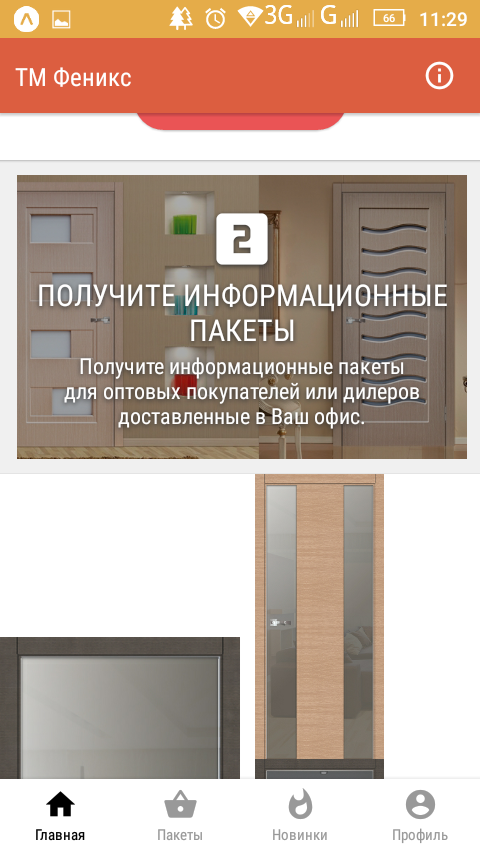 3G G 66 11:29
ТМ Феникс
2
ПОЛУЧИТЕ ИНФОРМАЦИОННЫЕ
ПАКЕТЫ
Получите информационные пакеты
для оптовых покупателей или дилеров
доставленные в Ваш офис.
Главная Пакеты Новинки Профиль